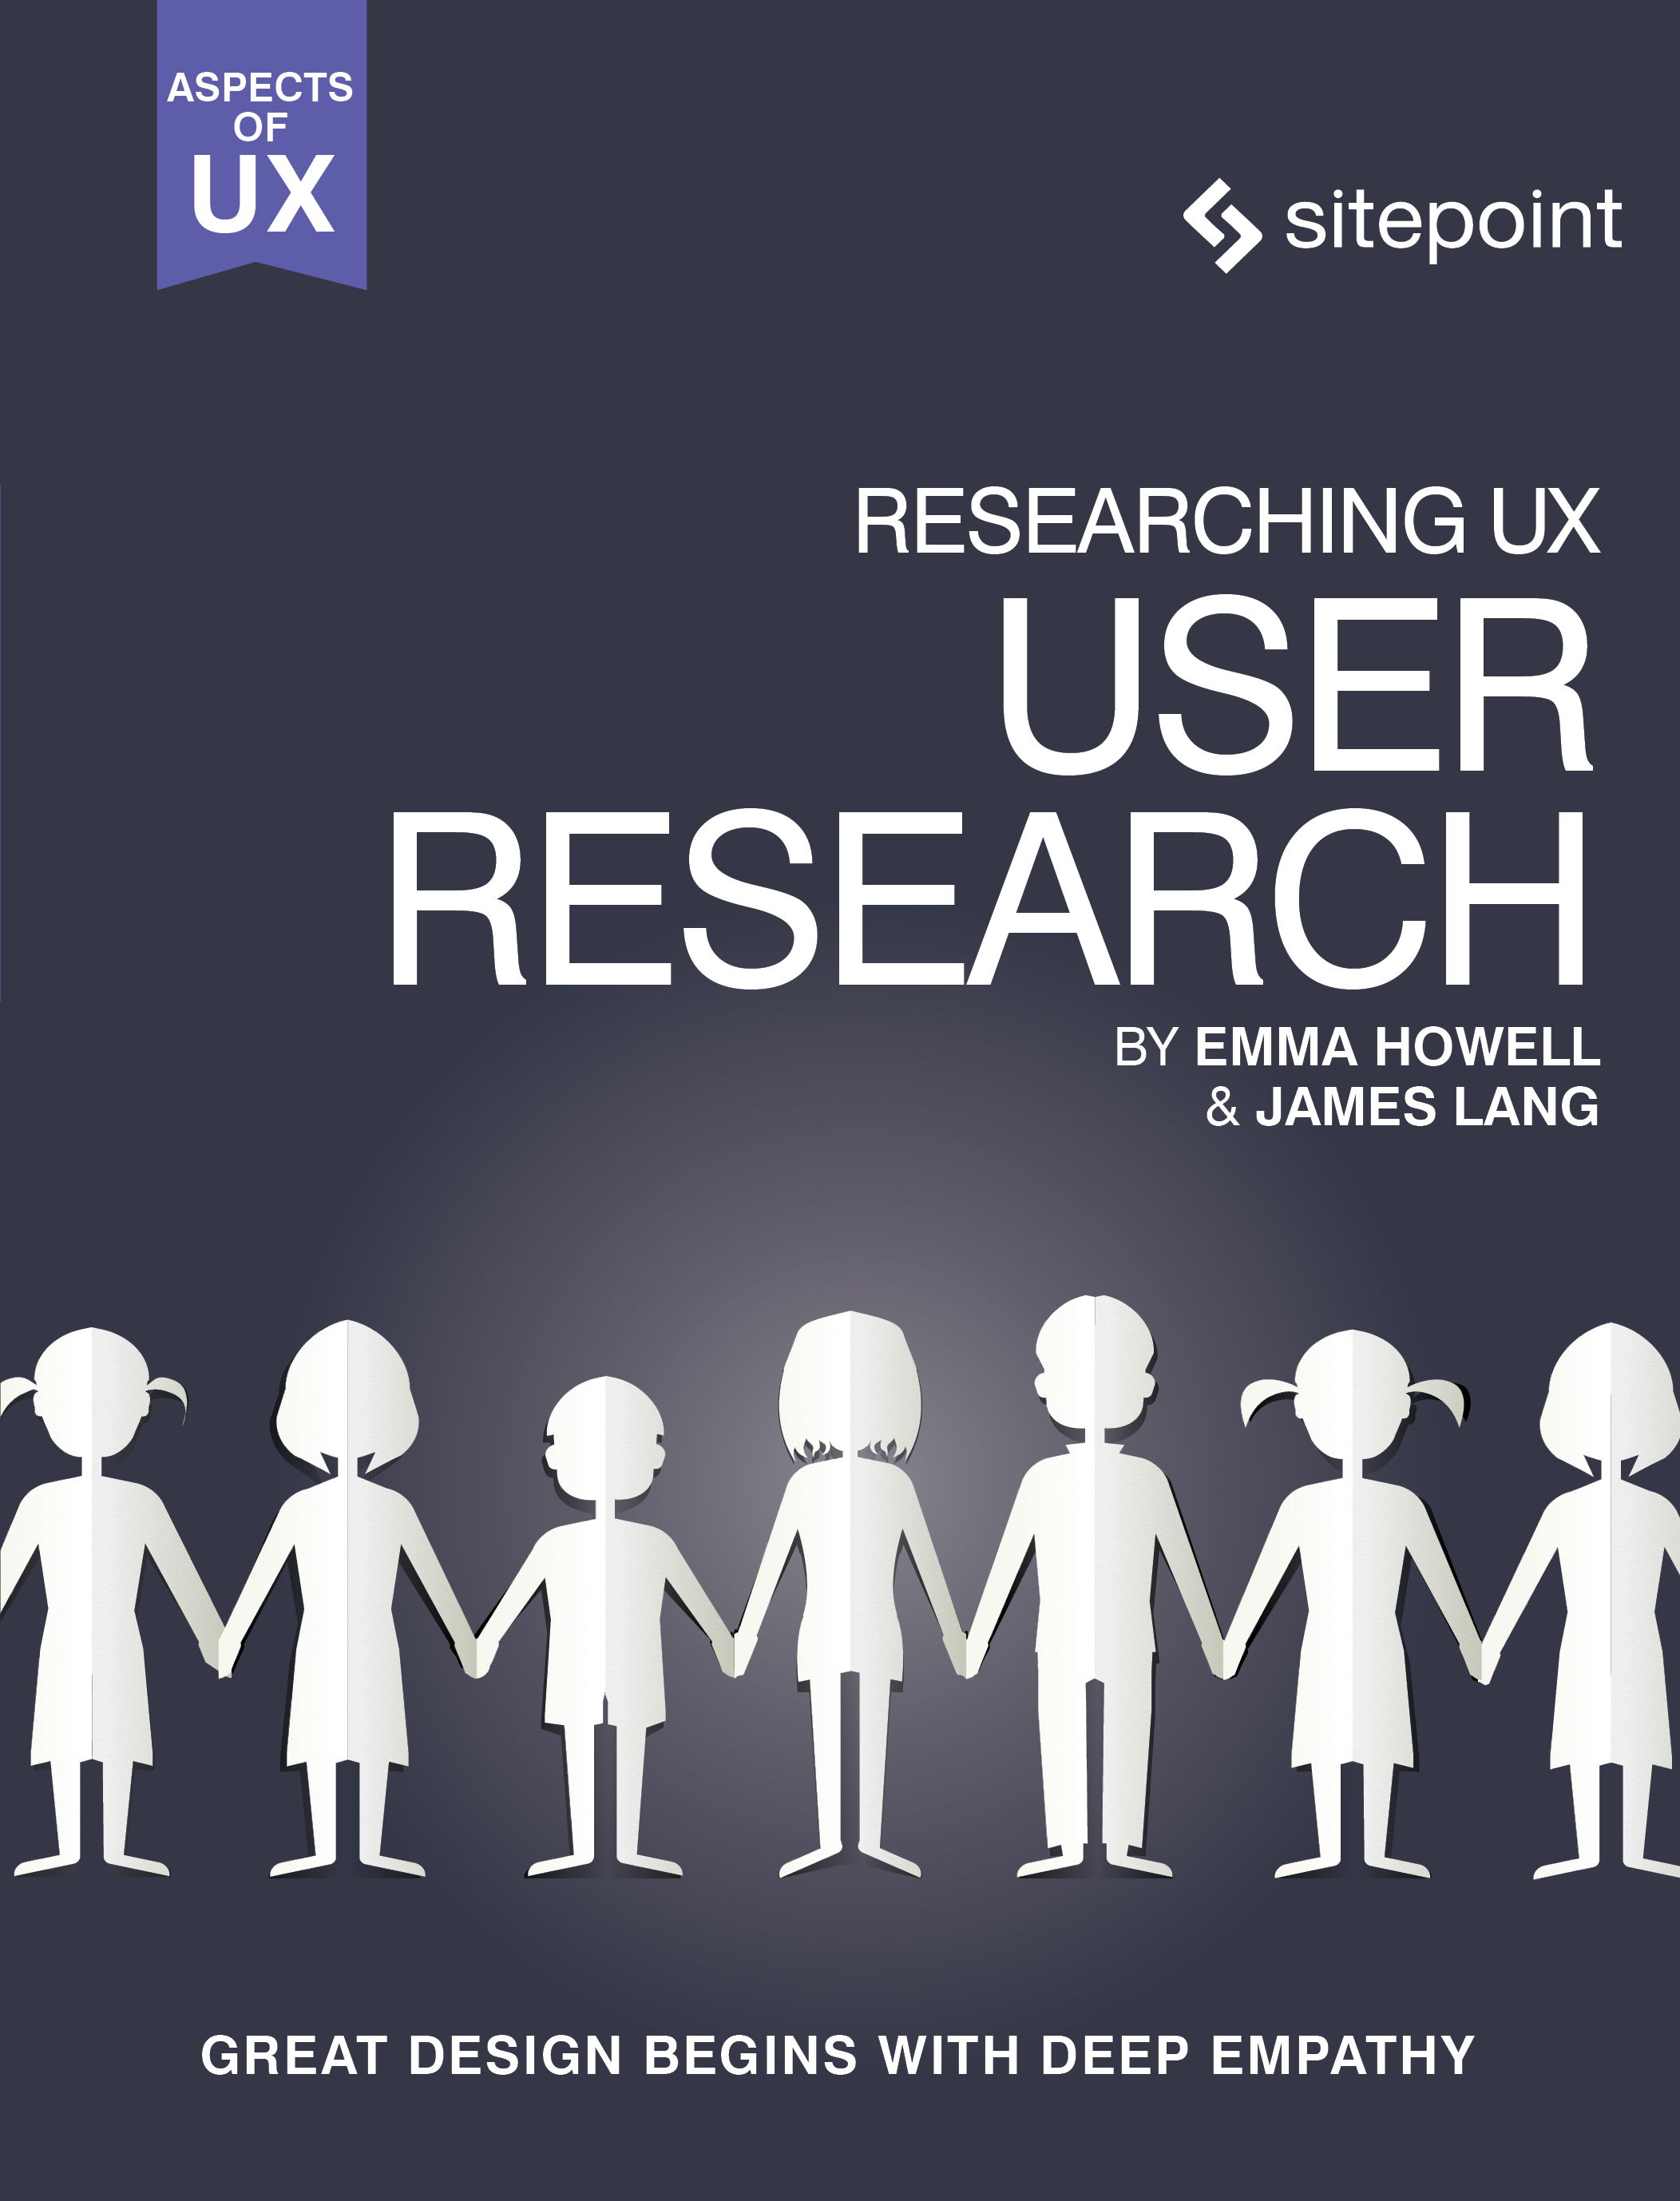 ASPECTS
OF
UX
sitepoint
RESEARCHING UX
USER
RESEARCH
BY EMMA HOWELL
& JAMES LANG
GREAT DESIGN BEGINS WITH DEEP EMPATHY